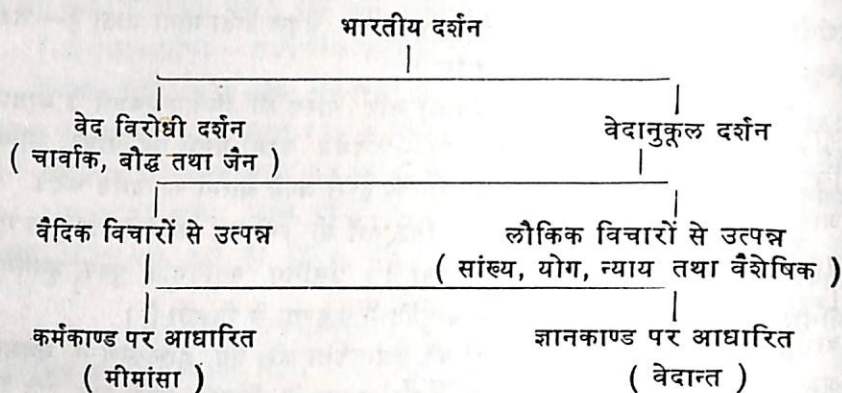 भारतीय दर्शन
वेद विरोधी दर्शन वेदानुकूल दर्शन
( चार्वाक, बौद्ध तथा जैन )
वैदिक विचारों से उत्पन्न लौकिक विचारों से उत्पन्न
( सांख्य, योग, न्याय तथा वैशेषिक )
कर्मकाण्ड पर आधारित ज्ञानकाण्ड पर आधारित
( मीमांसा ) ( वेदान्त )